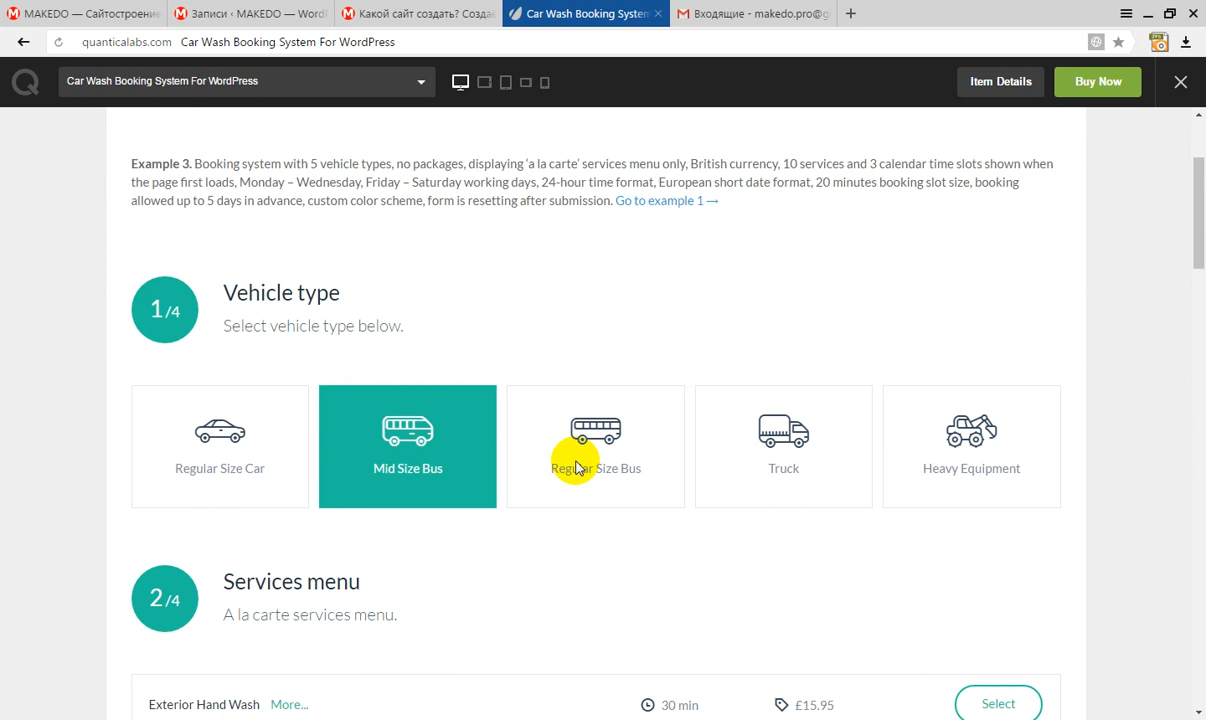 MAKEDO — Сайтостроение
Записи ‹ MAKEDO — Word
Какой сайт создать? Созда
Car Wash Booking System
Входящие - makedo.pro@g
quanticalabs.com Car Wash Booking System For WordPress
Car Wash Booking System For WordPress
Item Details
Buy Now
Example 3. Booking system with 5 vehicle types, no packages, displaying ‘a la carte’ services menu only, British currency, 10 services and 3 calendar time slots shown when
the page first loads, Monday – Wednesday, Friday – Saturday working days, 24-hour time format, European short date format, 20 minutes booking slot size, booking
allowed up to 5 days in advance, custom color scheme, form is resetting after submission. Go to example 1 →
1/4
Vehicle type
Select vehicle type below.
Regular Size Car
Mid Size Bus
Regular Size Bus
Truck
Heavy Equipment
2/4
Services menu
A la carte services menu.
Exterior Hand Wash More...
30 min
£15.95
Select